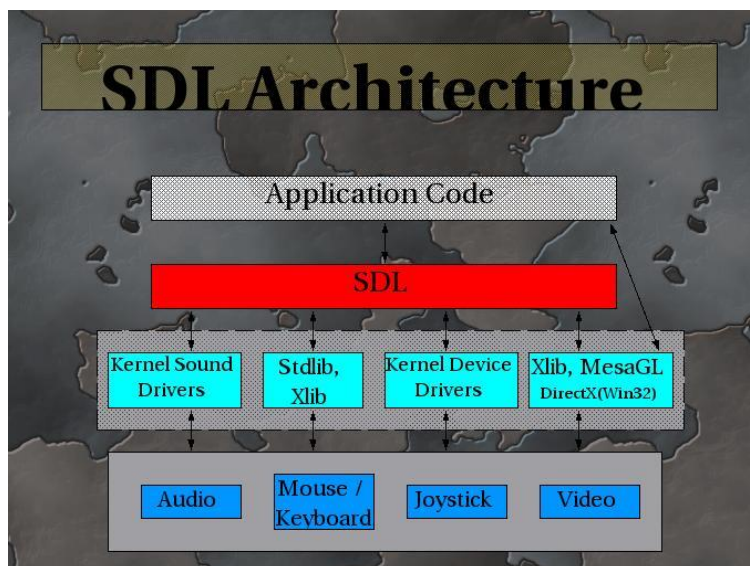 SDL Architecture
Application Code
SDL
Kernel Sound
Drivers
Stdlib,
Xlib
Kernel Device
Drivers
Xlib, MesaGL
DirectX(Win32)
Audio
Mouse /
Keyboard
Joystick
Video